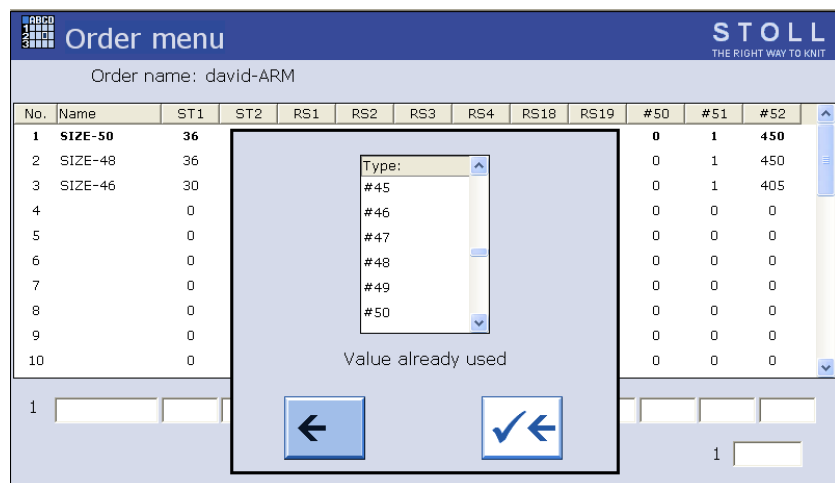 ABCD
1
2
3
Order menu
STOLL
THE RIGHT WAY TO KNIT
Order name: david-ARM
No. Name ST1 ST2 RS1 RS2 RS3 RS4 RS18 RS19 #50 #51 #52
1 SIZE-50 36 0 1 450
2 SIZE-48 36 0 1 450
3 SIZE-46 30 0 1 405
4 0 0 0 0
5 0 0 0 0
6 0 0 0 0
7 0 0 0 0
8 0 0 0 0
9 0 0 0 0
10 0 0 0 0
Type:
#45
#46
#47
#48
#49
#50
Value already used
1
1